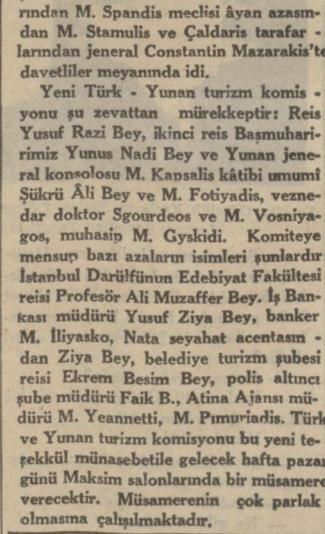 rından M. Spandis meclisi âyan azasın-
dan M. Stamulis ve Çaldaris tarafar -
larından jeneral Constantin Mazarakis'te
davetliler meyanında idi.
Yeni Türk - Yunan turizm komis -
yonu şu zevattan mürekkeptir: Reis
Yusuf Razi Bey, ikinci reis Başmuhari-
rimiz Yunus Nadi Bey ve Yunan jene-
ral konsolosu M. Kapsalis kâtibi umumî
Şükrü Âli Bey ve M. Fotiyadis, vezne-
dar doktor Sgourdeos ve M. Vosniya-
gos, muhasip M. Gyskidi. Komiteye
mensup bazı azaların isimleri şunlardır
İstanbul Darülfünun Edebiyat Fakültesi
reisi Profesör Ali Muzaffer Bey. İş Ban-
kası müdürü Yusuf Ziya Bey, banker
M. İliyasko, Nata seyahat acentasın -
dan Ziya Bey, belediye turizm şubesi
reisi Ekrem Besim Bey, polis altıncı
şube müdürü Faik B., Atina Ajansı mü-
dürü M. Yeannetti, M. Pımuriadis. Türk
ve Yunan turizm komisyonu bu yeni te-
şekkül münasebetile gelecek hafta pazar
günü Maksim salonlarında bir müsamere
verecektir. Müsamerenin çok parlak
olmasına çalışılmaktadır.